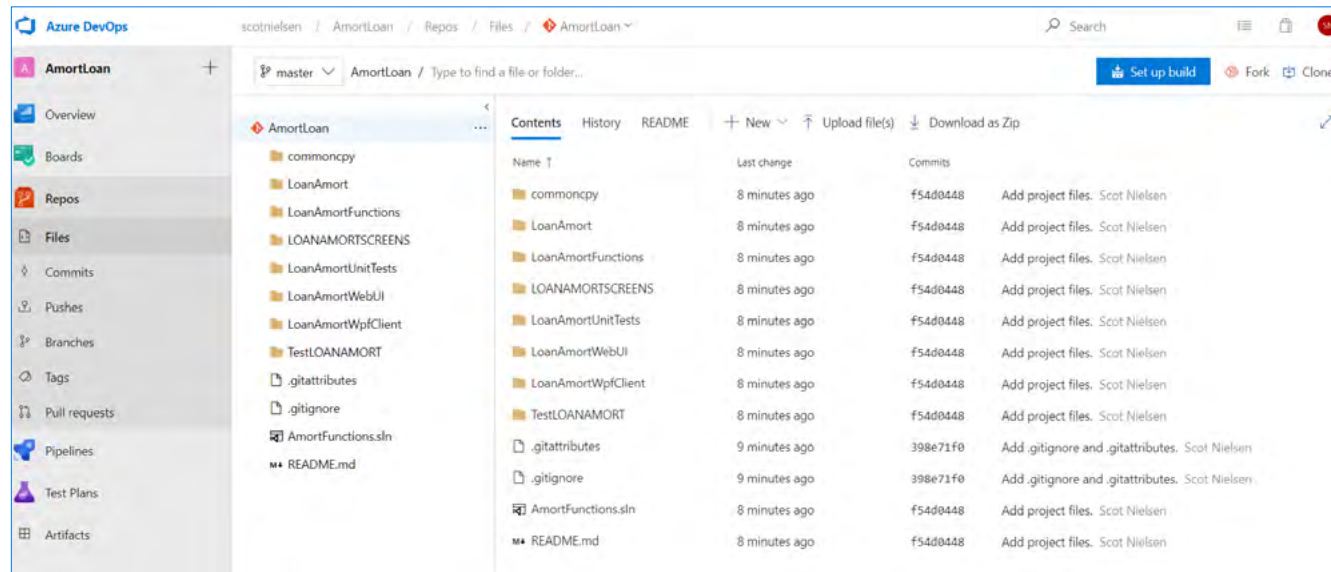 Azure DevOps
scotnielsen / AmortLoan / Repos / Files / AmortLoan
Search
AmortLoan
master AmortLoan / Type to find a file or folder...
Set up build Fork Clone
Overview
Boards
Repos
Files
Commits
Pushes
Branches
Tags
Pull requests
Pipelines
Test Plans
Artifacts
AmortLoan ...
commoncpy
LoanAmort
LoanAmortFunctions
LOANAMORTSCREENS
LoanAmortUnitTests
LoanAmortWebUI
LoanAmortWpfClient
TestLOANAMORT
.gitattributes
.gitignore
AmortFunctions.sln
README.md
Contents History README New Upload file(s) Download as Zip
Name Last change Commits
commoncpy 8 minutes ago f54d0448 Add project files. Scot Nielsen
LoanAmort 8 minutes ago f54d0448 Add project files. Scot Nielsen
LoanAmortFunctions 8 minutes ago f54d0448 Add project files. Scot Nielsen
LOANAMORTSCREENS 8 minutes ago f54d0448 Add project files. Scot Nielsen
LoanAmortUnitTests 8 minutes ago f54d0448 Add project files. Scot Nielsen
LoanAmortWebUI 8 minutes ago f54d0448 Add project files. Scot Nielsen
LoanAmortWpfClient 8 minutes ago f54d0448 Add project files. Scot Nielsen
TestLOANAMORT 8 minutes ago f54d0448 Add project files. Scot Nielsen
.gitattributes 9 minutes ago 398e71f0 Add .gitignore and .gitattributes. Scot Nielsen
.gitignore 9 minutes ago 398e71f0 Add .gitignore and .gitattributes. Scot Nielsen
AmortFunctions.sln 8 minutes ago f54d0448 Add project files. Scot Nielsen
README.md 8 minutes ago f54d0448 Add project files. Scot Nielsen